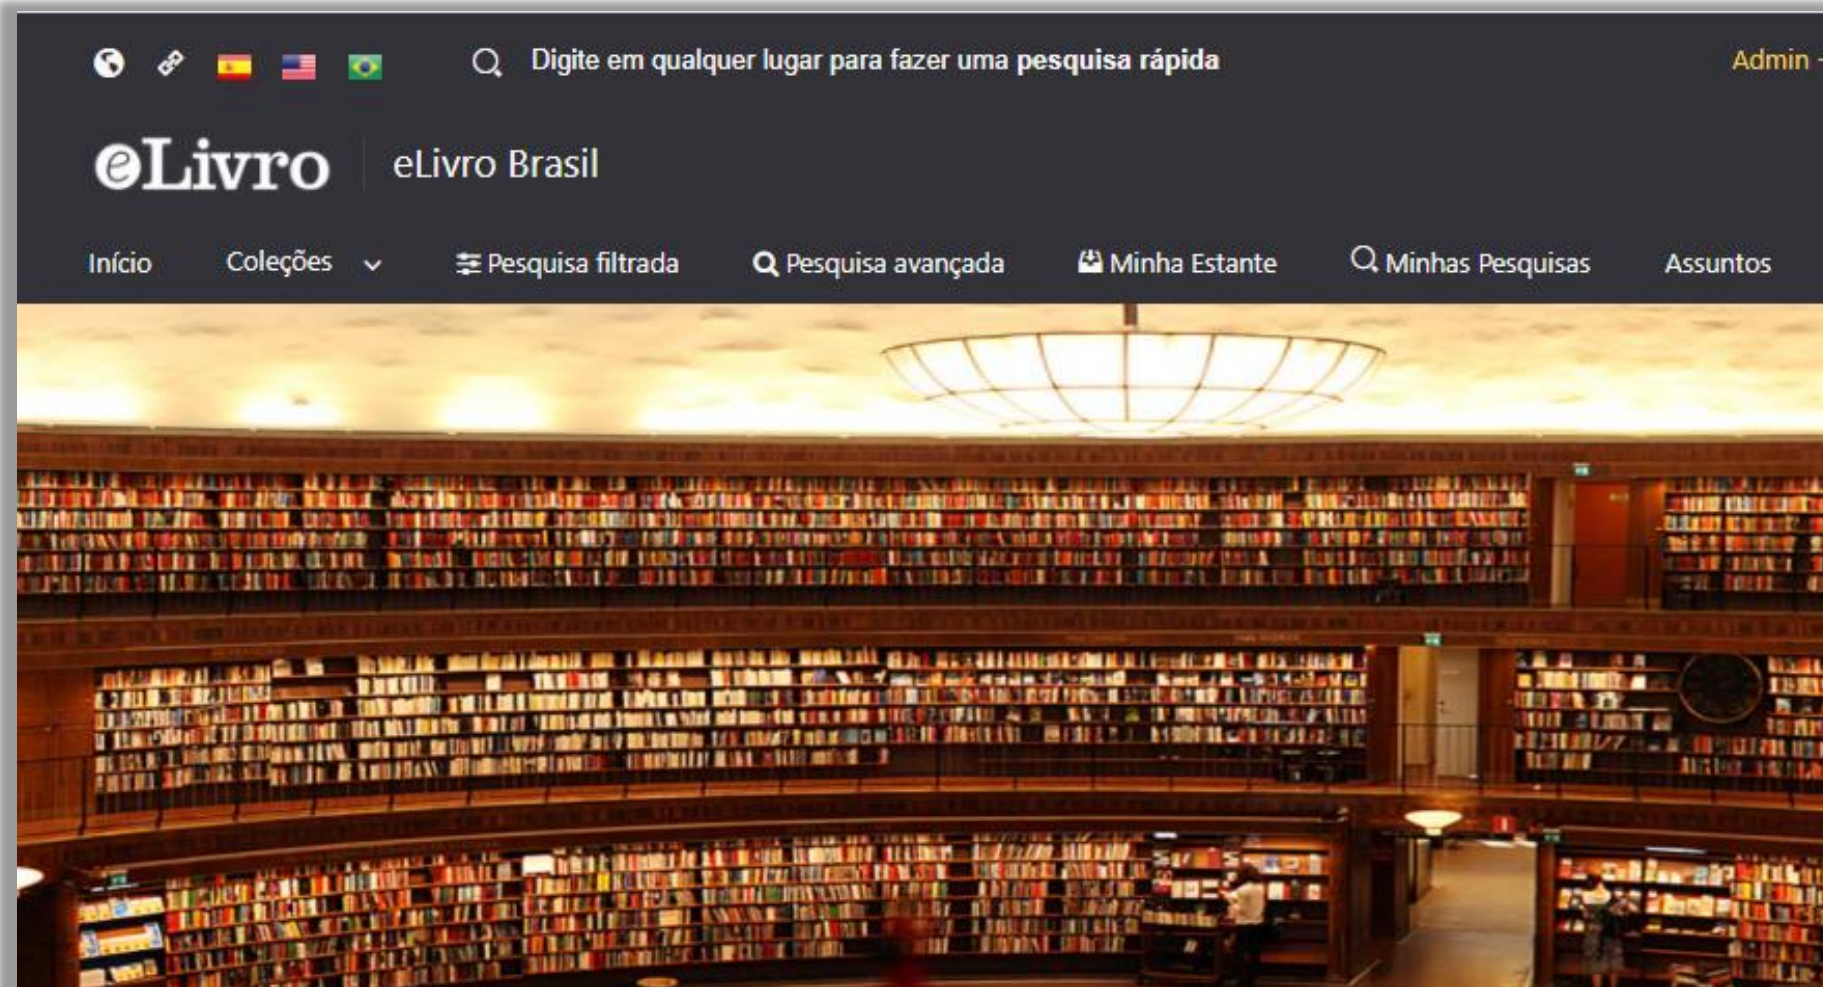 Digite em qualquer lugar para fazer uma pesquisa rápida
Admin
eLivro
eLivro Brasil
Início Coleções Pesquisa filtrada Pesquisa avançada Minha Estante Minhas Pesquisas Assuntos